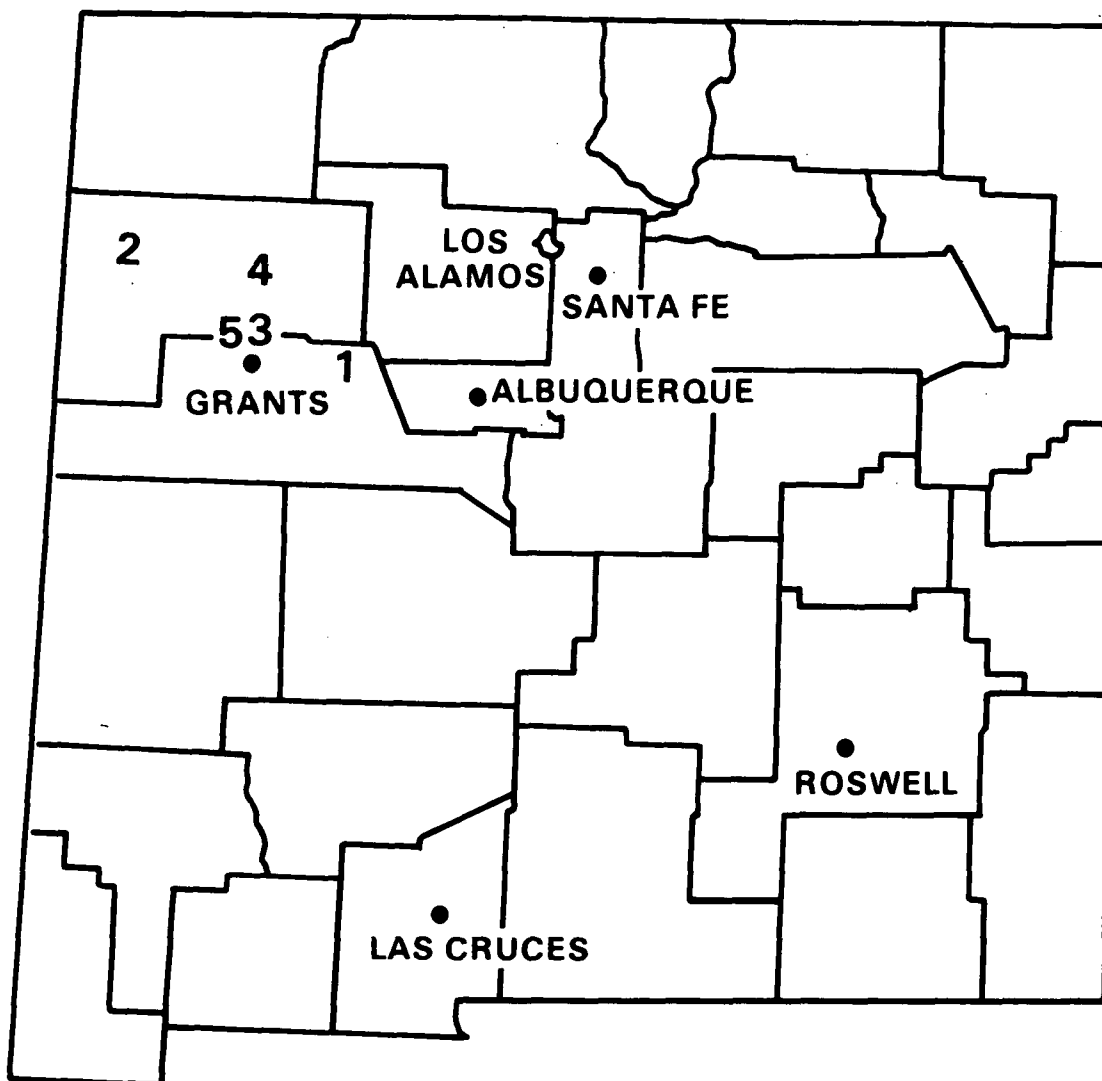 2
4
LOS
ALAMOS
SANTA FE
53
1
GRANTS
ALBUQUERQUE
ROSWELL
LAS CRUCES